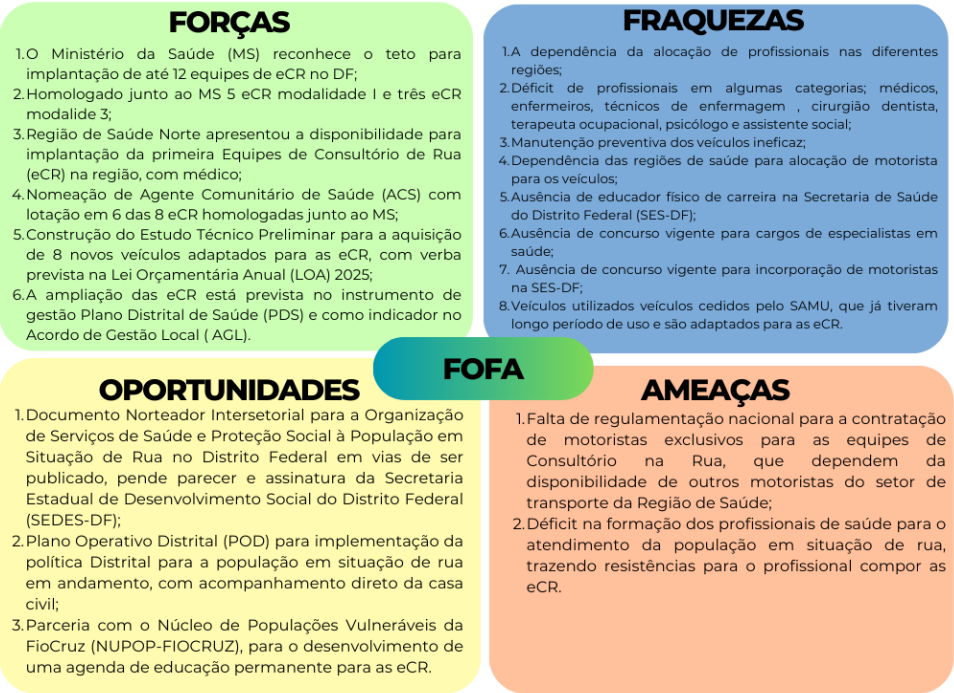 FORÇAS
1. O Ministério da Saúde (MS) reconhece o teto para
implantação de até 12 equipes de eCR no DF;
2. Homologado junto ao MS 5 eCR modalidade I e três eCR
modalide 3;
3. Região de Saúde Norte apresentou a disponibilidade para
implantação da primeira Equipes de Consultório de Rua
(eCR) na região, com médico;
4. Nomeação de Agente Comunitário de Saúde (ACS) com
lotação em 6 das 8 eCR homologadas junto ao MS;
5. Construção do Estudo Técnico Preliminar para a aquisição
de 8 novos veículos adaptados para as eCR, com verba
prevista na Lei Orçamentária Anual (LOA) 2025;
6. A ampliação das eCR está prevista no instrumento de
gestão Plano Distrital de Saúde (PDS) e como indicador no
Acordo de Gestão Local ( AGL).
FRAQUEZAS
1. A dependência da alocação de profissionais nas diferentes
regiões;
2. Déficit de profissionais em algumas categorias; médicos,
enfermeiros, técnicos de enfermagem , cirurgião dentista,
terapeuta ocupacional, psicólogo e assistente social;
3. Manutenção preventiva dos veículos ineficaz;
4. Dependência das regiões de saúde para alocação de motorista
para os veículos;
5. Ausência de educador físico de carreira na Secretaria de Saúde
do Distrito Federal (SES-DF);
6. Ausência de concurso vigente para cargos de especialistas em
saúde;
7. Ausência de concurso vigente para incorporação de motoristas
na SES-DF;
8. Veículos utilizados veículos cedidos pelo SAMU, que já tiveram
longo período de uso e são adaptados para as eCR.
FOFA
OPORTUNIDADES
1. Documento Norteador Intersetorial para a Organização
de Serviços de Saúde e Proteção Social à População em
Situação de Rua no Distrito Federal em vias de ser
publicado, pende parecer e assinatura da Secretaria
Estadual de Desenvolvimento Social do Distrito Federal
(SEDES-DF);
2. Plano Operativo Distrital (POD) para implementação da
política Distrital para a população em situação de rua
em andamento, com acompanhamento direto da casa
civil;
3. Parceria com o Núcleo de Populações Vulneráveis da
FioCruz (NUPOP-FIOCRUZ), para o desenvolvimento de
uma agenda de educação permanente para as eCR.
AMEAÇAS
1. Falta de regulamentação nacional para a contratação
de motoristas exclusivos para as equipes de
Consultório na Rua, que dependem da
disponibilidade de outros motoristas do setor de
transporte da Região de Saúde;
2. Déficit na formação dos profissionais de saúde para o
atendimento da população em situação de rua,
trazendo resistências para o profissional compor as
eCR.